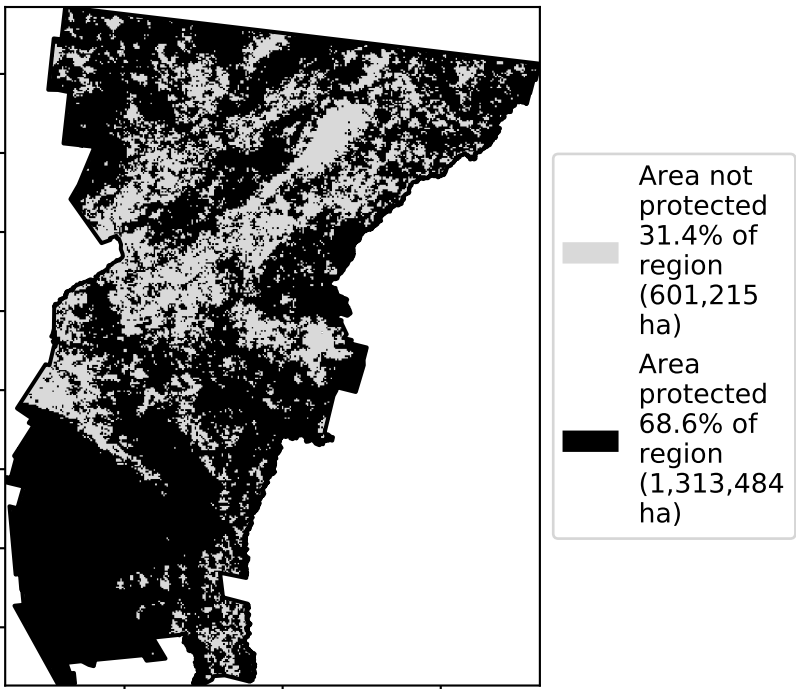 Area not
protected
31.4% of
region
(601,215
ha)
Area
protected
68.6% of
region
(1,313,484
ha)